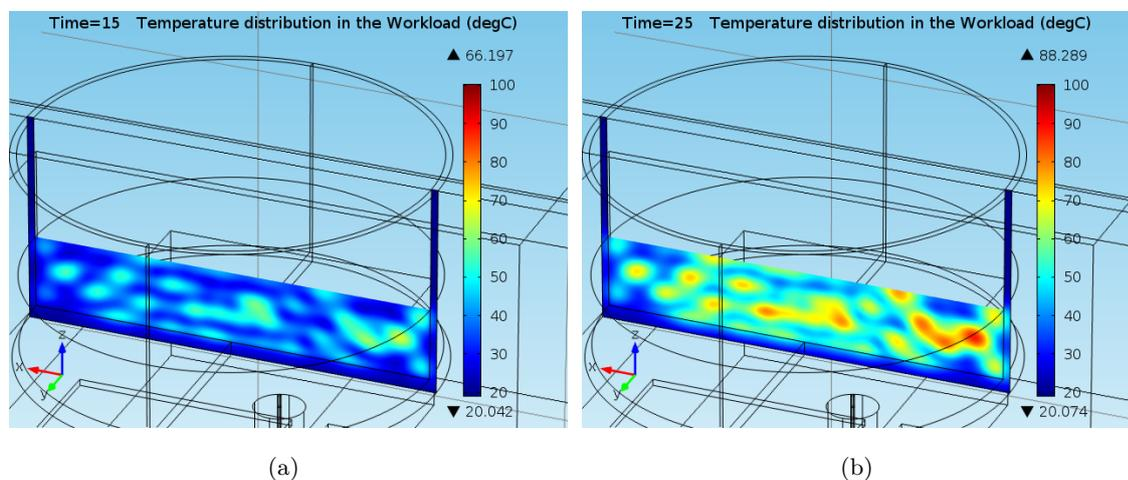 Time=15 Temperature distribution in the Workload (degC)
▲ 66.197
100
90
80
70
60
50
40
30
20
▼ 20.042
z
x
y
(a)
Time=25 Temperature distribution in the Workload (degC)
▲ 88.289
100
90
80
70
60
50
40
30
20
▼ 20.074
z
x
y
(b)